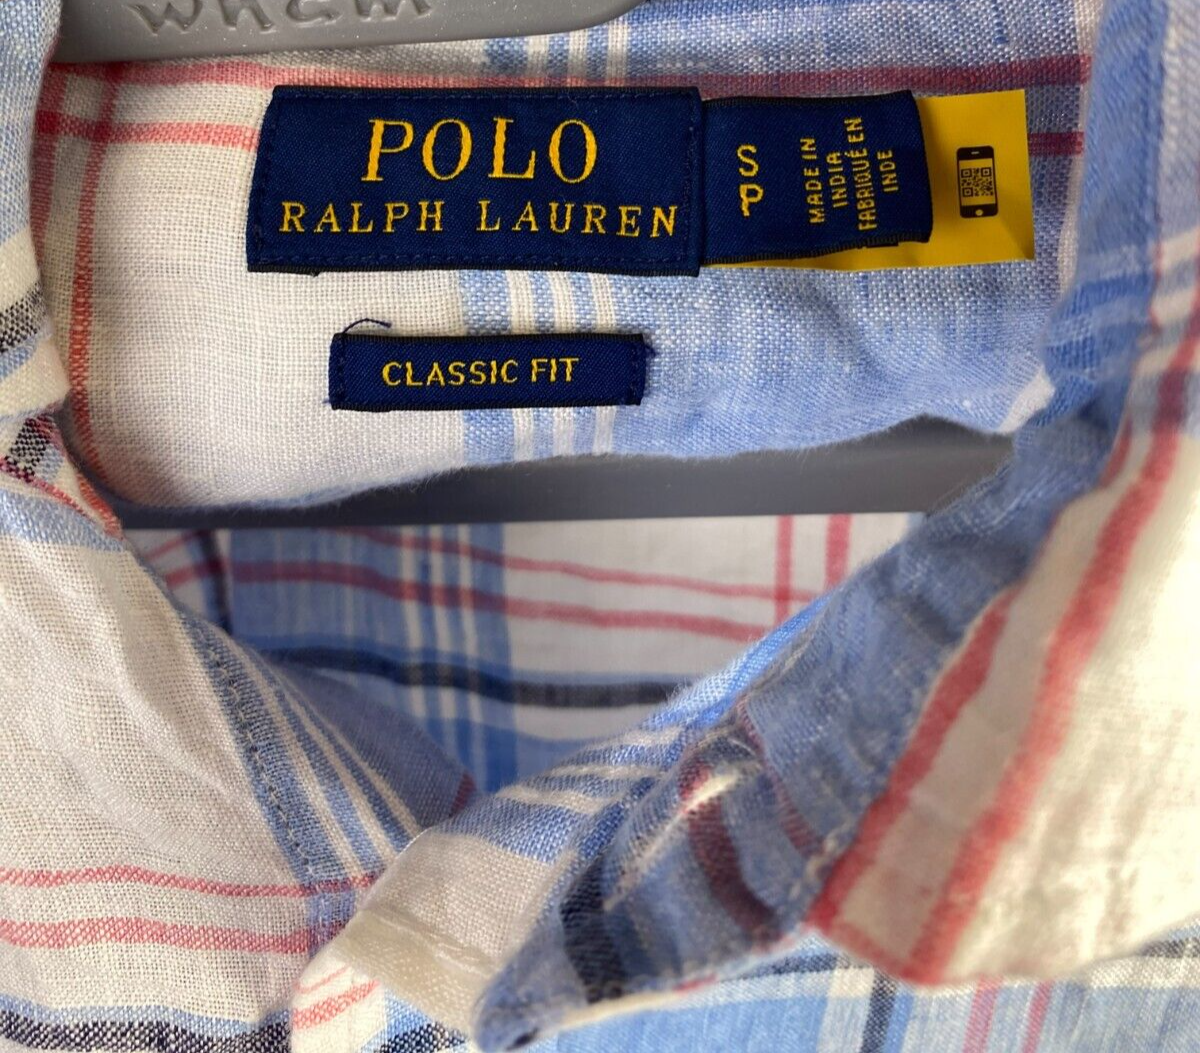 POLO
RALPH LAUREN
S
P
MADE IN
INDIA
FABRIQUÉ EN
INDE
CLASSIC FIT